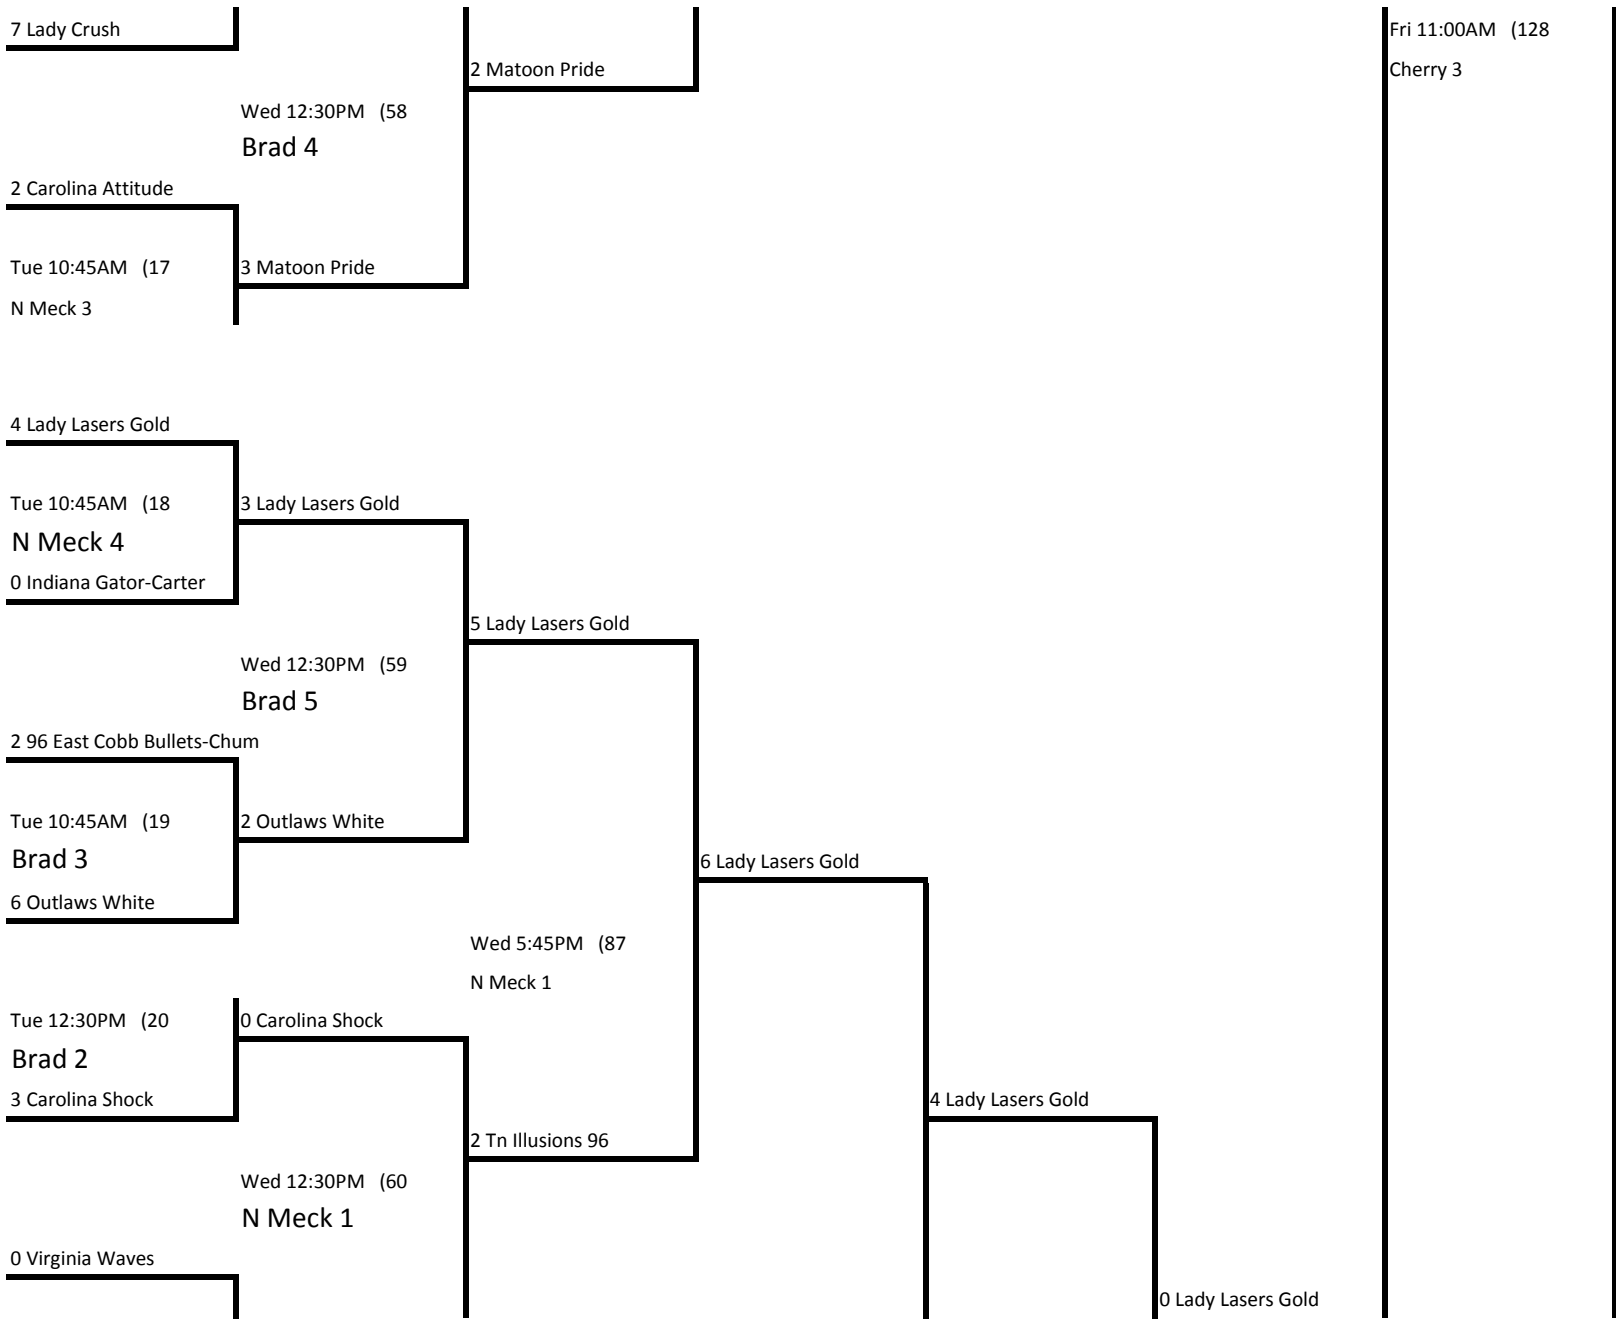 7 Lady Crush
Fri 11:00AM (128
2 Matoon Pride
Cherry 3
Wed 12:30PM (58
Brad 4
2 Carolina Attitude
Tue 10:45AM (17
3 Matoon Pride
N Meck 3
4 Lady Lasers Gold
Tue 10:45AM (18
3 Lady Lasers Gold
N Meck 4
0 Indiana Gator-Carter
5 Lady Lasers Gold
Wed 12:30PM (59
Brad 5
2 96 East Cobb Bullets-Chum
Tue 10:45AM (19
2 Outlaws White
Brad 3
6 Lady Lasers Gold
6 Outlaws White
Wed 5:45PM (87
N Meck 1
Tue 12:30PM (20
0 Carolina Shock
Brad 2
3 Carolina Shock
4 Lady Lasers Gold
2 Tn Illusions 96
Wed 12:30PM (60
N Meck 1
0 Virginia Waves
0 Lady Lasers Gold